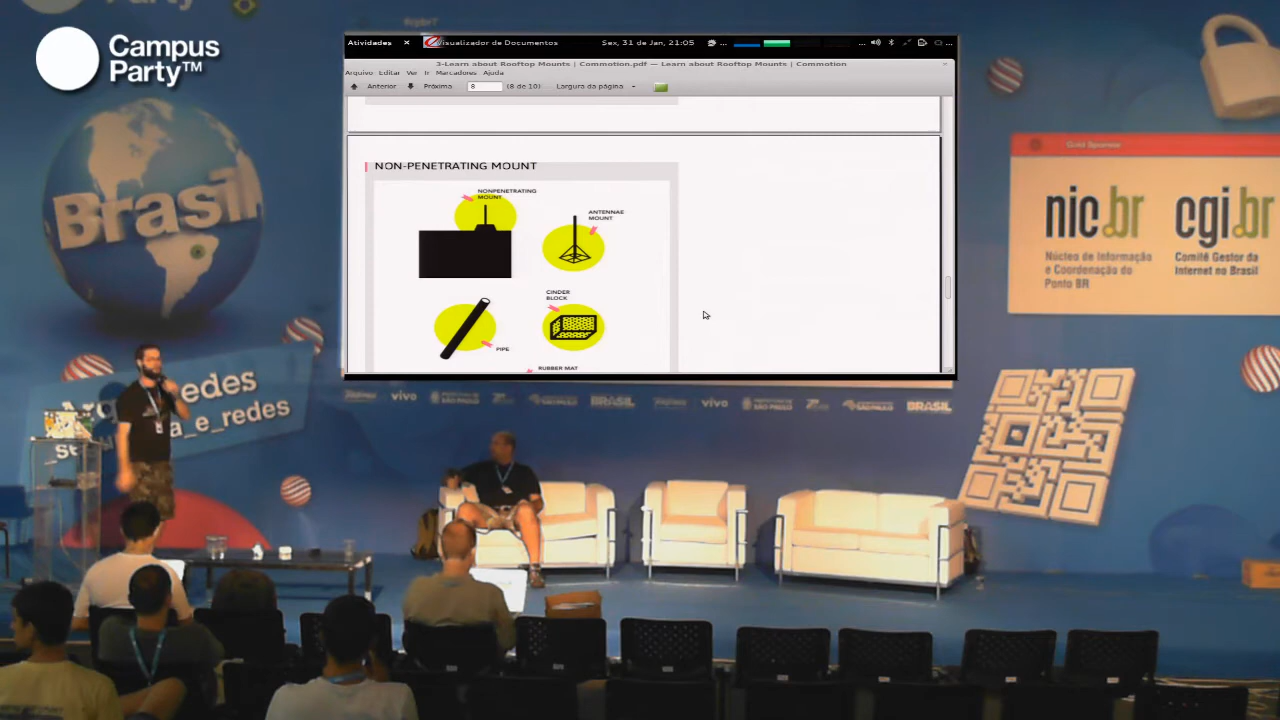 Campus
Party™
Atividades
Visualizador de Documentos
Sex, 31 de Jan, 21:05
3-Learn about Rooftop Mounts | Commotion.pdf — Learn about Rooftop Mounts | Commotion
Arquivo Editar Ver Ir Marcadores Ajuda
Anterior Próxima 8 (8 de 10) Largura da página
NON-PENETRATING MOUNT
NONPENETRATING
MOUNT
ANTENNAE
MOUNT
CINDER
BLOCK
PIPE
RUBBER MAT
Brasil
nic.br
Núcleo de Informação
e Coordenação do
Ponto BR
cgi.br
Comitê Gestor da
Internet no Brasil
redes
a_e_redes
vivo
BRASIL
vivo
BRASIL